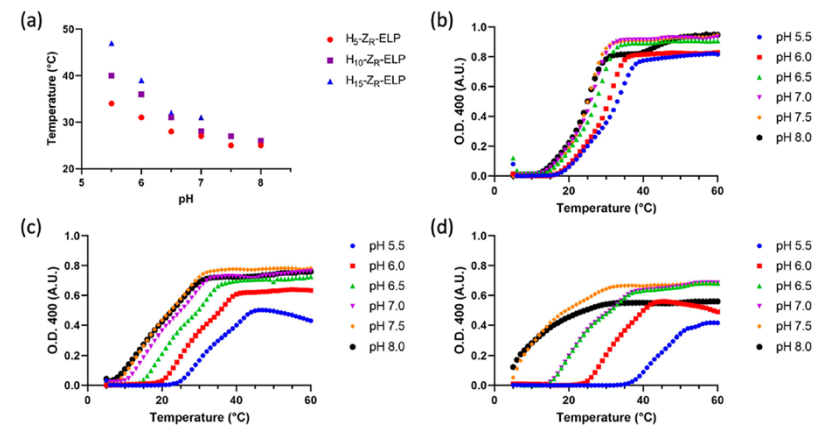 (a)
50
40
30
20
Temperature (°C)
5 6 7 8
pH
H5-ZR-ELP
H10-ZR-ELP
H15-ZR-ELP
(b)
1.0
0.8
0.6
0.4
0.2
0.0
O.D. 400 (A.U.)
0 20 40 60
Temperature (°C)
pH 5.5
pH 6.0
pH 6.5
pH 7.0
pH 7.5
pH 8.0
(c)
1.0
0.8
0.6
0.4
0.2
0.0
O.D. 400 (A.U.)
0 20 40 60
Temperature (°C)
pH 5.5
pH 6.0
pH 6.5
pH 7.0
pH 7.5
pH 8.0
(d)
1.0
0.8
0.6
0.4
0.2
0.0
O.D. 400 (A.U.)
0 20 40 60
Temperature (°C)
pH 5.5
pH 6.0
pH 6.5
pH 7.0
pH 7.5
pH 8.0